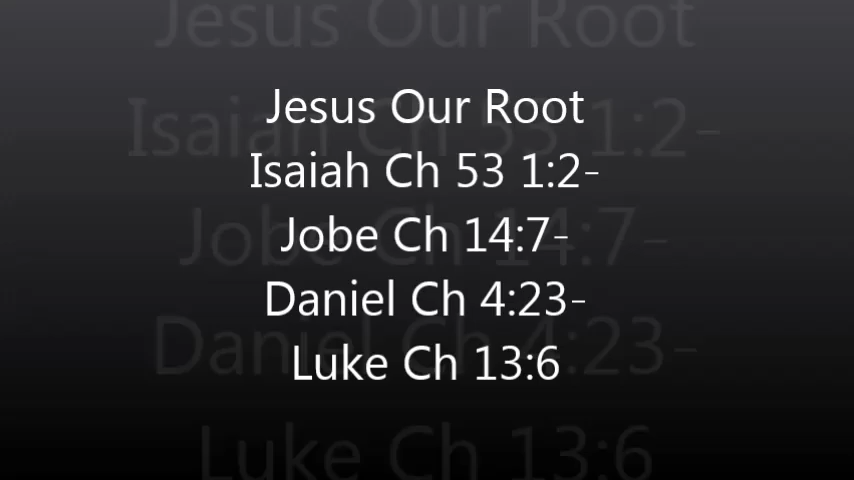 Jesus Our Root
Isaiah Ch 53 1:2-
Jobe Ch 14:7-
Daniel Ch 4:23-
Luke Ch 13:6